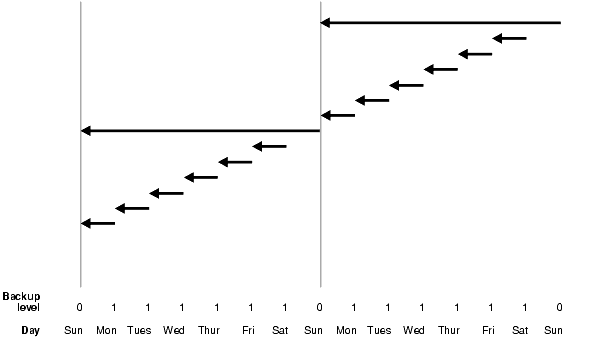 Backup
level 0 1 1 1 1 1 1 0 1 1 1 1 1 1 0
Day Sun Mon Tues Wed Thur Fri Sat Sun Mon Tues Wed Thur Fri Sat Sun